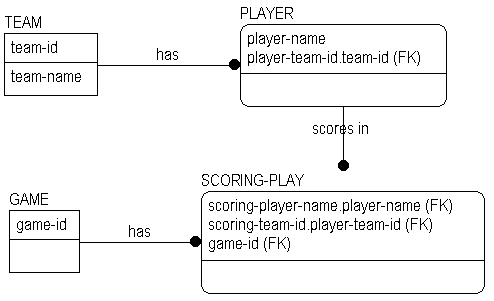 TEAM
team-id
team-name
has
PLAYER
player-name
player-team-id.team-id (FK)
scores in
GAME
game-id
has
SCORING-PLAY
scoring-player-name.player-name (FK)
scoring-team-id.player-team-id (FK)
game-id (FK)